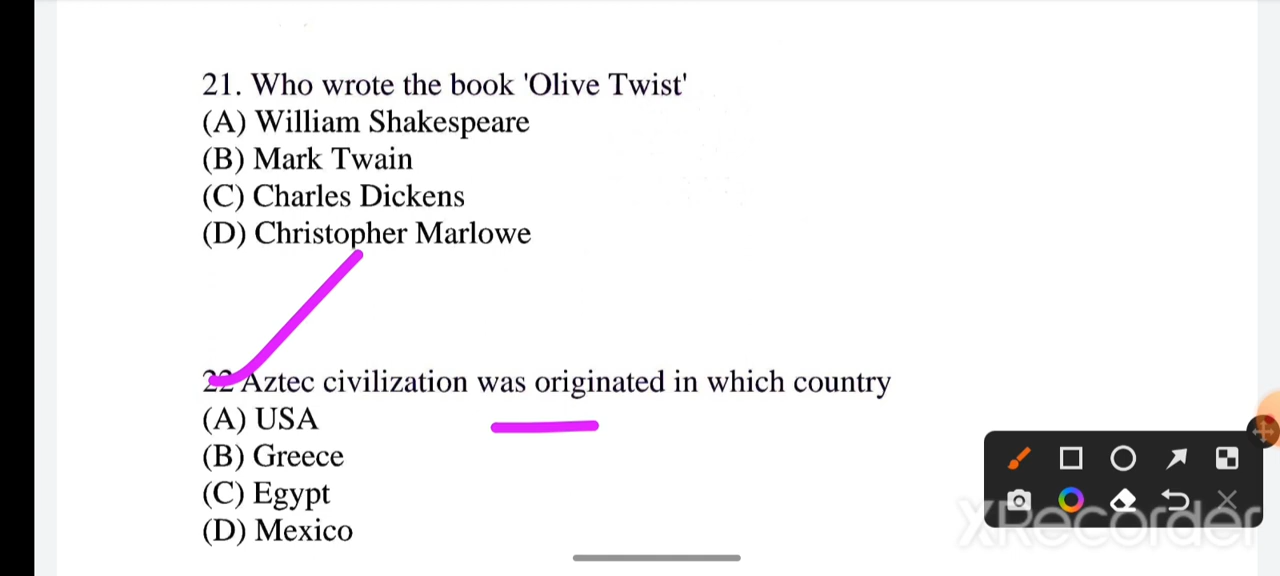 21. Who wrote the book 'Olive Twist'
(A) William Shakespeare
(B) Mark Twain
(C) Charles Dickens
(D) Christopher Marlowe
22 Aztec civilization was originated in which country
(A) USA
(B) Greece
(C) Egypt
(D) Mexico
XRecorder